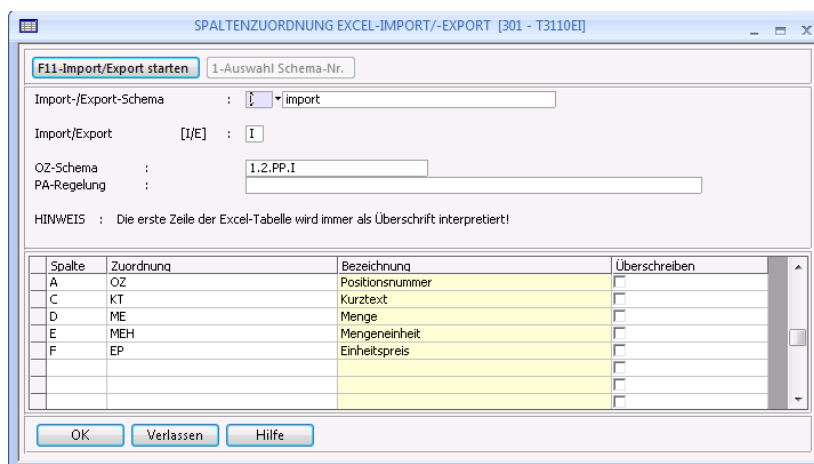 SPALTENZUORDNUNG EXCEL-IMPORT/-EXPORT [301 - T3110EI]
F11-Import/Export starten 1-Auswahl Schema-Nr.
Import-/Export-Schema : import
Import/Export [I/E] : I
OZ-Schema : 1.2.PP.I
PA-Regelung :
HINWEIS : Die erste Zeile der Excel-Tabelle wird immer als Überschrift interpretiert!
Spalte Zuordnung Bezeichnung Überschreiben
A OZ Positionsnummer
C KT Kurztext
D ME Menge
E MEH Mengeneinheit
F EP Einheitspreis
OK Verlassen Hilfe